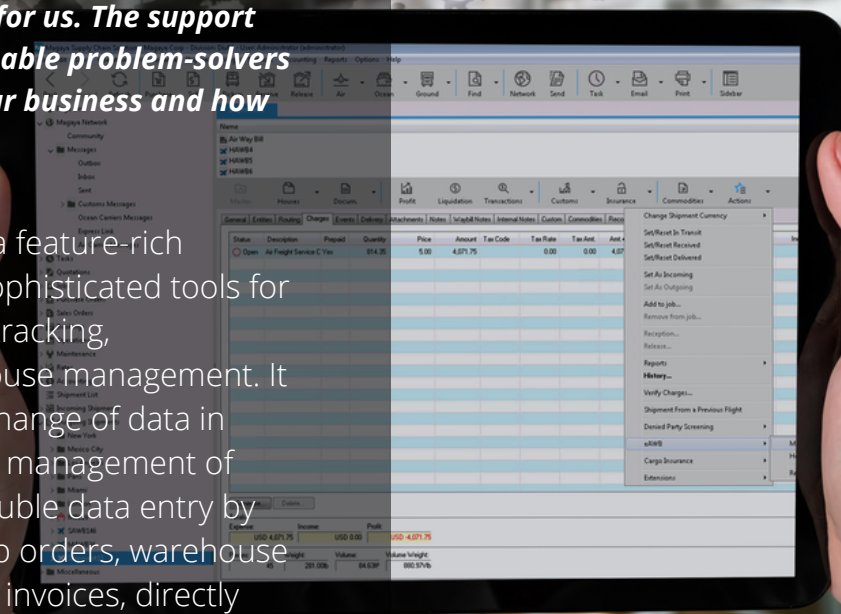 for us. The support
able problem-solvers
ur business and how
a feature-rich
ophisticated tools for
racking,
ouse management. It
hange of data in
management of
uble data entry by
p orders, warehouse
invoices, directly
Reports Options Help
Release Air Ocean Ground Find Network Send Task Email Print Sidebar
Magaya Network
Community
Messages
Outbox
Inbox
Sent
Customs Messages
Ocean Carriers Messages
Express Link
Tasks
Quotations
Sales Orders
Maintenance
Shipment List
New York
Mexico City
Miami
SAWB146
Miscellaneous
Name
Air Way Bill
HAWB4
HAWB5
HAWB6
Master Houses Docum. Profit Liquidation Transactions Customs Insurance Commodities Actions
General Entities Routing Charges Events Delivery Attachments Notes Waybill Notes Internal Notes Custom Commodities
Status Description Prepaid Quantity Price Amount Tax Code Tax Rate Tax Amt.
Open Air Freight Service C Yes 814.35 5.00 4,071.75 0.00 0.00
Change Shipment Currency
Set/Reset In Transit
Set/Reset Received
Set/Reset Delivered
Set As Incoming
Set As Outgoing
Add to job...
Remove from job...
Reception...
Release...
Reports
History...
Verify Charges...
Shipment From a Previous Flight
Denied Party Screening
eAWB
Cargo Insurance
Extensions
Delete...
Expense: Income: Profit:
USD 4,071.75 USD 0.00 USD -4,071.75
Weight: Volume: Volume Weight:
45